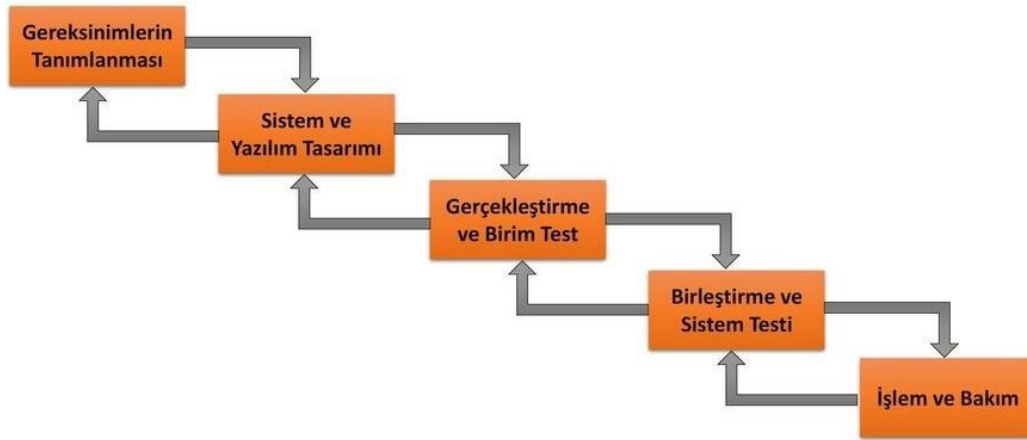 Gereksinimlerin
Tanımlanması
Sistem ve
Yazılım Tasarımı
Gerçekleştirme
ve Birim Test
Birleştirme ve
Sistem Testi
İşlem ve Bakım